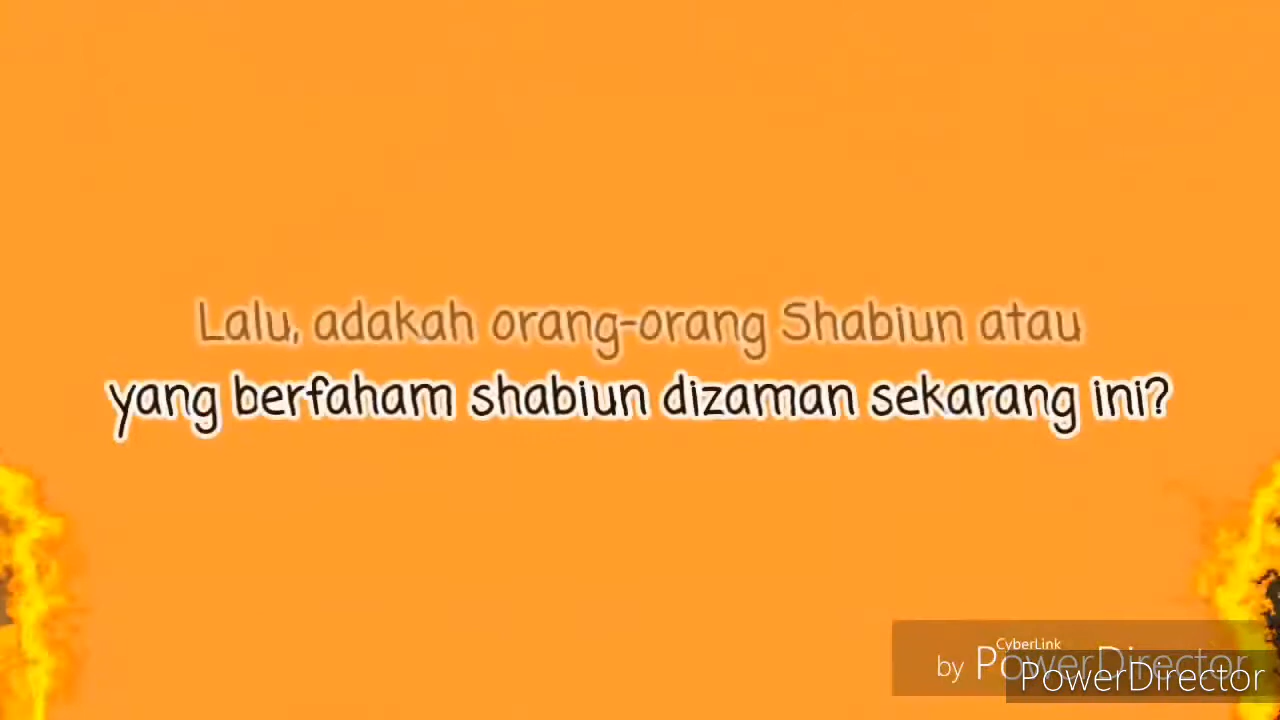 Lalu, adakah orang-orang Shabiun atau
yang berfaham shabiun dizaman sekarang ini?
CyberLink
by PowerDirector
PowerDirector